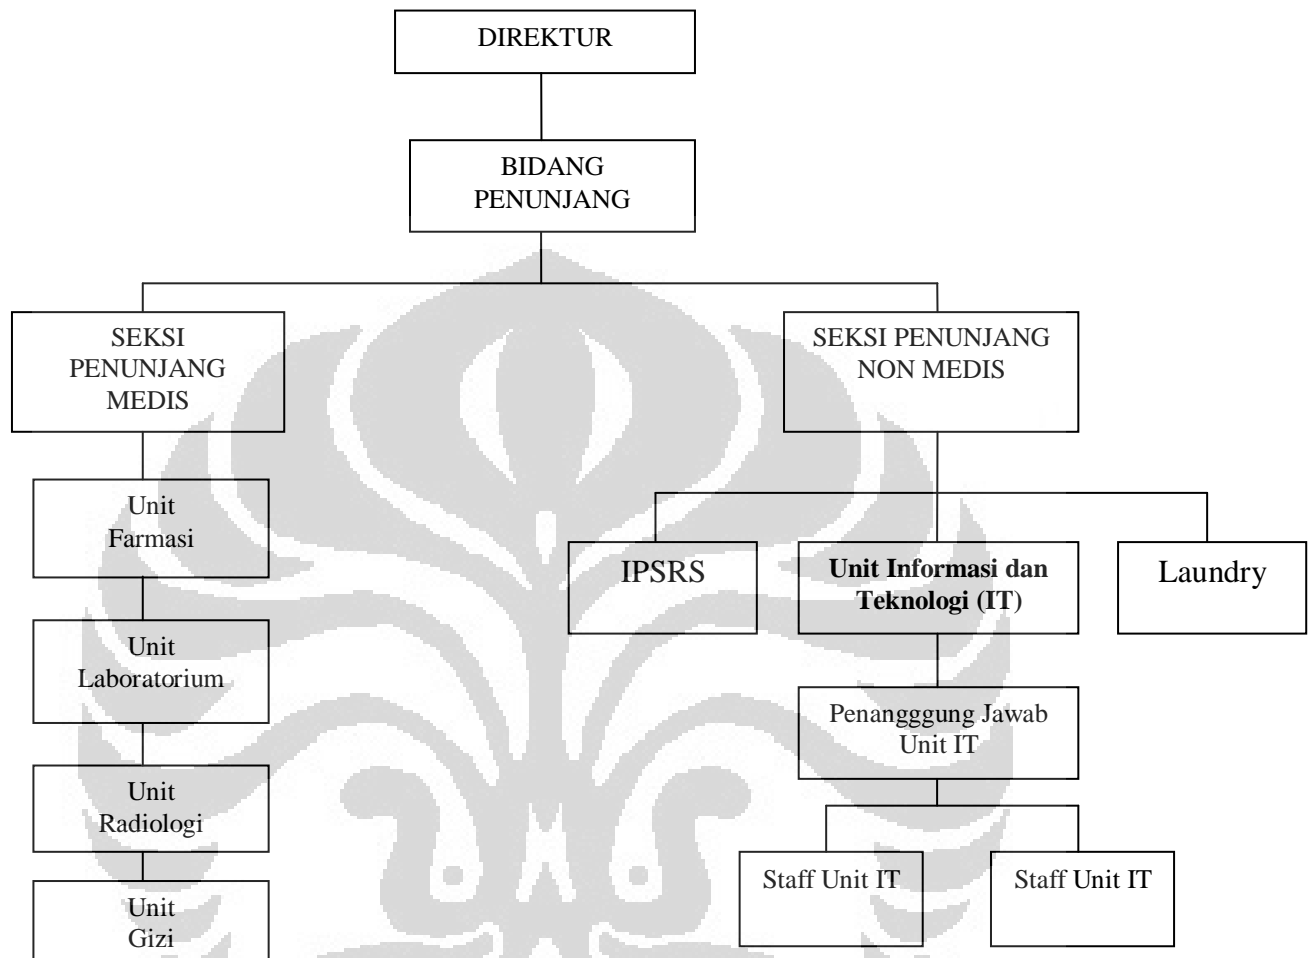 DIREKTUR
BIDANG
PENUNJANG
SEKSI
PENUNJANG
MEDIS
SEKSI PENUNJANG
NON MEDIS
Unit
Farmasi
IPSRS
Unit Informasi dan
Teknologi (IT)
Laundry
Unit
Laboratorium
Penangggung Jawab
Unit IT
Unit
Radiologi
Staff Unit IT
Staff Unit IT
Unit
Gizi